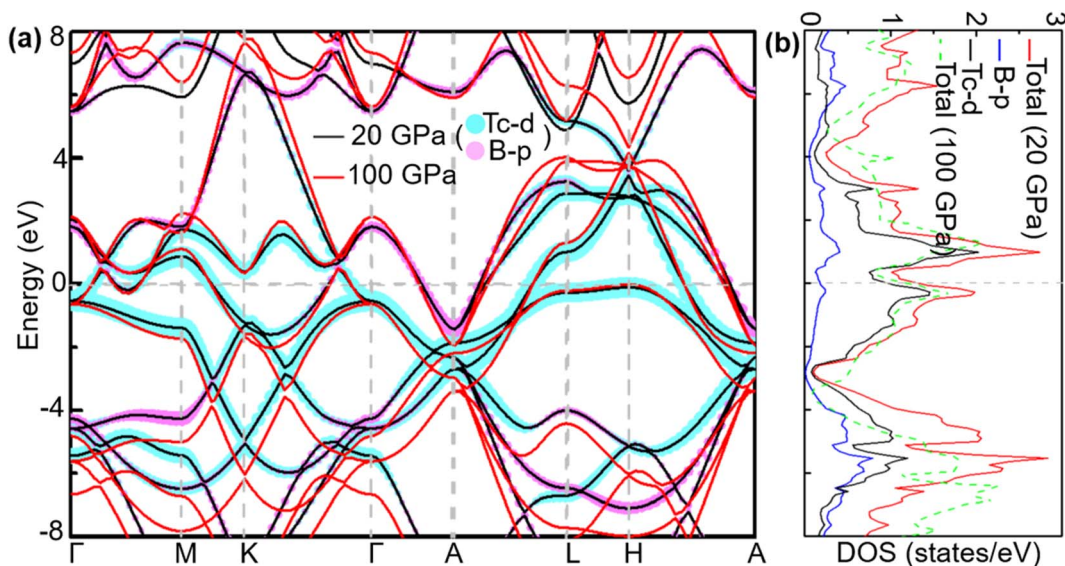 (a)
8
4
0
-4
-8
Energy (eV)
20 GPa ( Tc-d
B-p )
100 GPa
Γ M K Γ A L H A
(b)
0 1 2 3
Total (20 GPa)
B-p
Tc-d
Total (100 GPa)
DOS (states/eV)